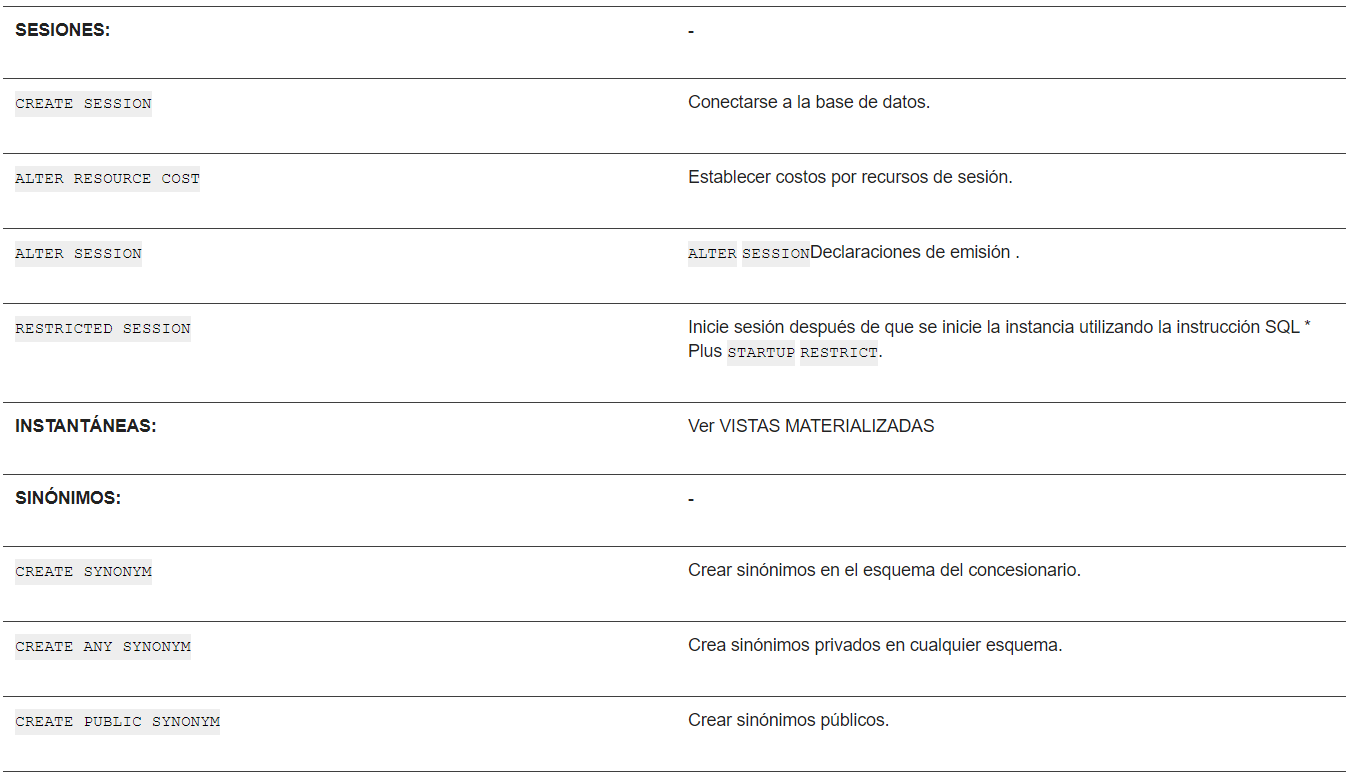 SESIONES: -
CREATE SESSION Conectarse a la base de datos.
ALTER RESOURCE COST Establecer costos por recursos de sesión.
ALTER SESSION ALTER SESSIONDeclaraciones de emisión .
RESTRICTED SESSION Inicie sesión después de que se inicie la instancia utilizando la instrucción SQL *
Plus STARTUP RESTRICT.
INSTANTÁNEAS: Ver VISTAS MATERIALIZADAS
SINÓNIMOS: -
CREATE SYNONYM Crear sinónimos en el esquema del concesionario.
CREATE ANY SYNONYM Crea sinónimos privados en cualquier esquema.
CREATE PUBLIC SYNONYM Crear sinónimos públicos.